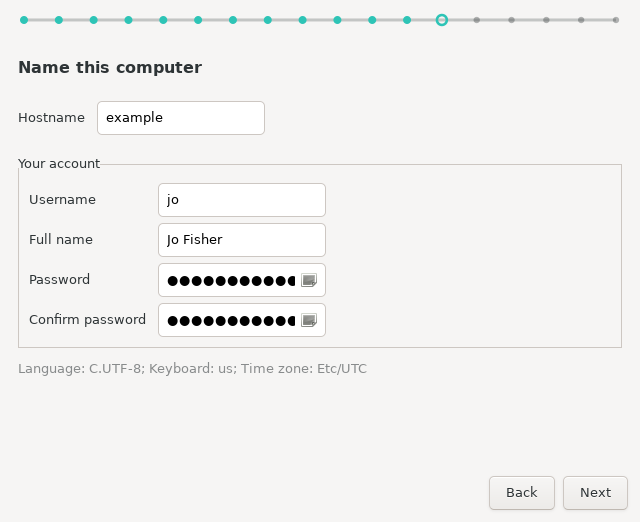 Name this computer
Hostname example
Your account
Username jo
Full name Jo Fisher
Password ●●●●●●●●●●●●●
Confirm password ●●●●●●●●●●●●●
Language: C.UTF-8; Keyboard: us; Time zone: Etc/UTC
Back Next